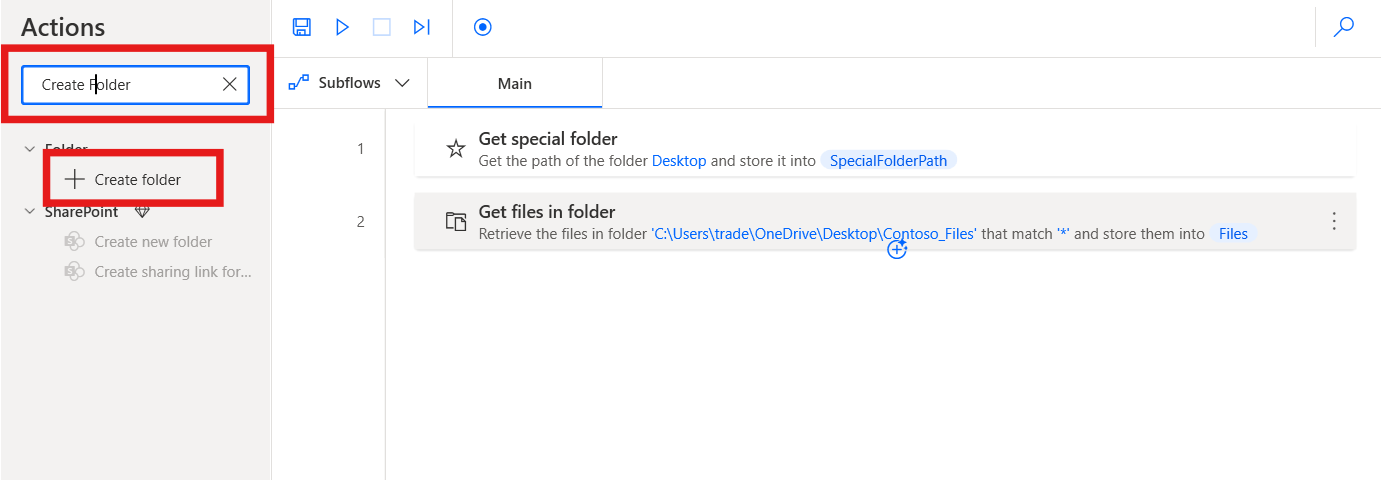 Actions
Create Folder
Folder
Create folder
SharePoint
Create new folder
Create sharing link for...
Subflows
Main
1
Get special folder
Get the path of the folder Desktop and store it into SpecialFolderPath
2
Get files in folder
Retrieve the files in folder 'C:\Users\trade\OneDrive\Desktop\Contoso_Files' that match '*' and store them into Files